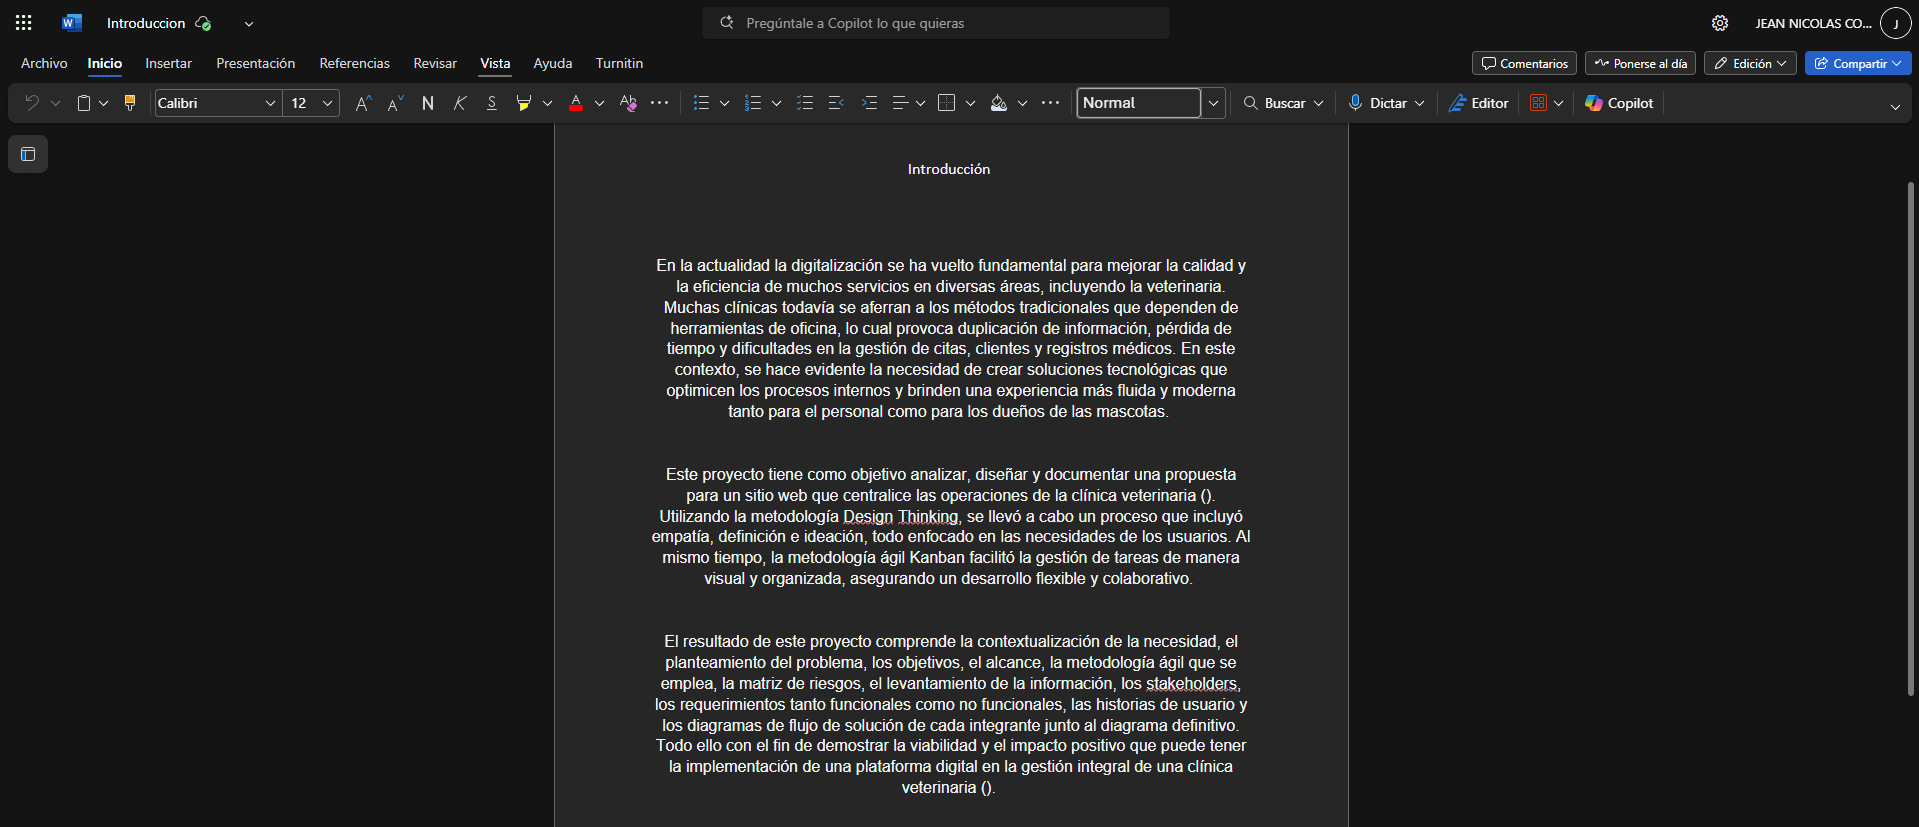 Introduccion
Pregúntale a Copilot lo que quieras
JEAN NICOLAS CO...
J
Archivo Inicio Insertar Presentación Referencias Revisar Vista Ayuda Turnitin
Comentarios Ponerse al día Edición Compartir
Calibri 12 N K S Normal Buscar Dictar Editor Copilot
Introducción
En la actualidad la digitalización se ha vuelto fundamental para mejorar la calidad y
la eficiencia de muchos servicios en diversas áreas, incluyendo la veterinaria.
Muchas clínicas todavía se aferran a los métodos tradicionales que dependen de
herramientas de oficina, lo cual provoca duplicación de información, pérdida de
tiempo y dificultades en la gestión de citas, clientes y registros médicos. En este
contexto, se hace evidente la necesidad de crear soluciones tecnológicas que
optimicen los procesos internos y brinden una experiencia más fluida y moderna
tanto para el personal como para los dueños de las mascotas.
Este proyecto tiene como objetivo analizar, diseñar y documentar una propuesta
para un sitio web que centralice las operaciones de la clínica veterinaria ().
Utilizando la metodología Design Thinking, se llevó a cabo un proceso que incluyó
empatía, definición e ideación, todo enfocado en las necesidades de los usuarios. Al
mismo tiempo, la metodología ágil Kanban facilitó la gestión de tareas de manera
visual y organizada, asegurando un desarrollo flexible y colaborativo.
El resultado de este proyecto comprende la contextualización de la necesidad, el
planteamiento del problema, los objetivos, el alcance, la metodología ágil que se
emplea, la matriz de riesgos, el levantamiento de la información, los stakeholders,
los requerimientos tanto funcionales como no funcionales, las historias de usuario y
los diagramas de flujo de solución de cada integrante junto al diagrama definitivo.
Todo ello con el fin de demostrar la viabilidad y el impacto positivo que puede tener
la implementación de una plataforma digital en la gestión integral de una clínica
veterinaria ().